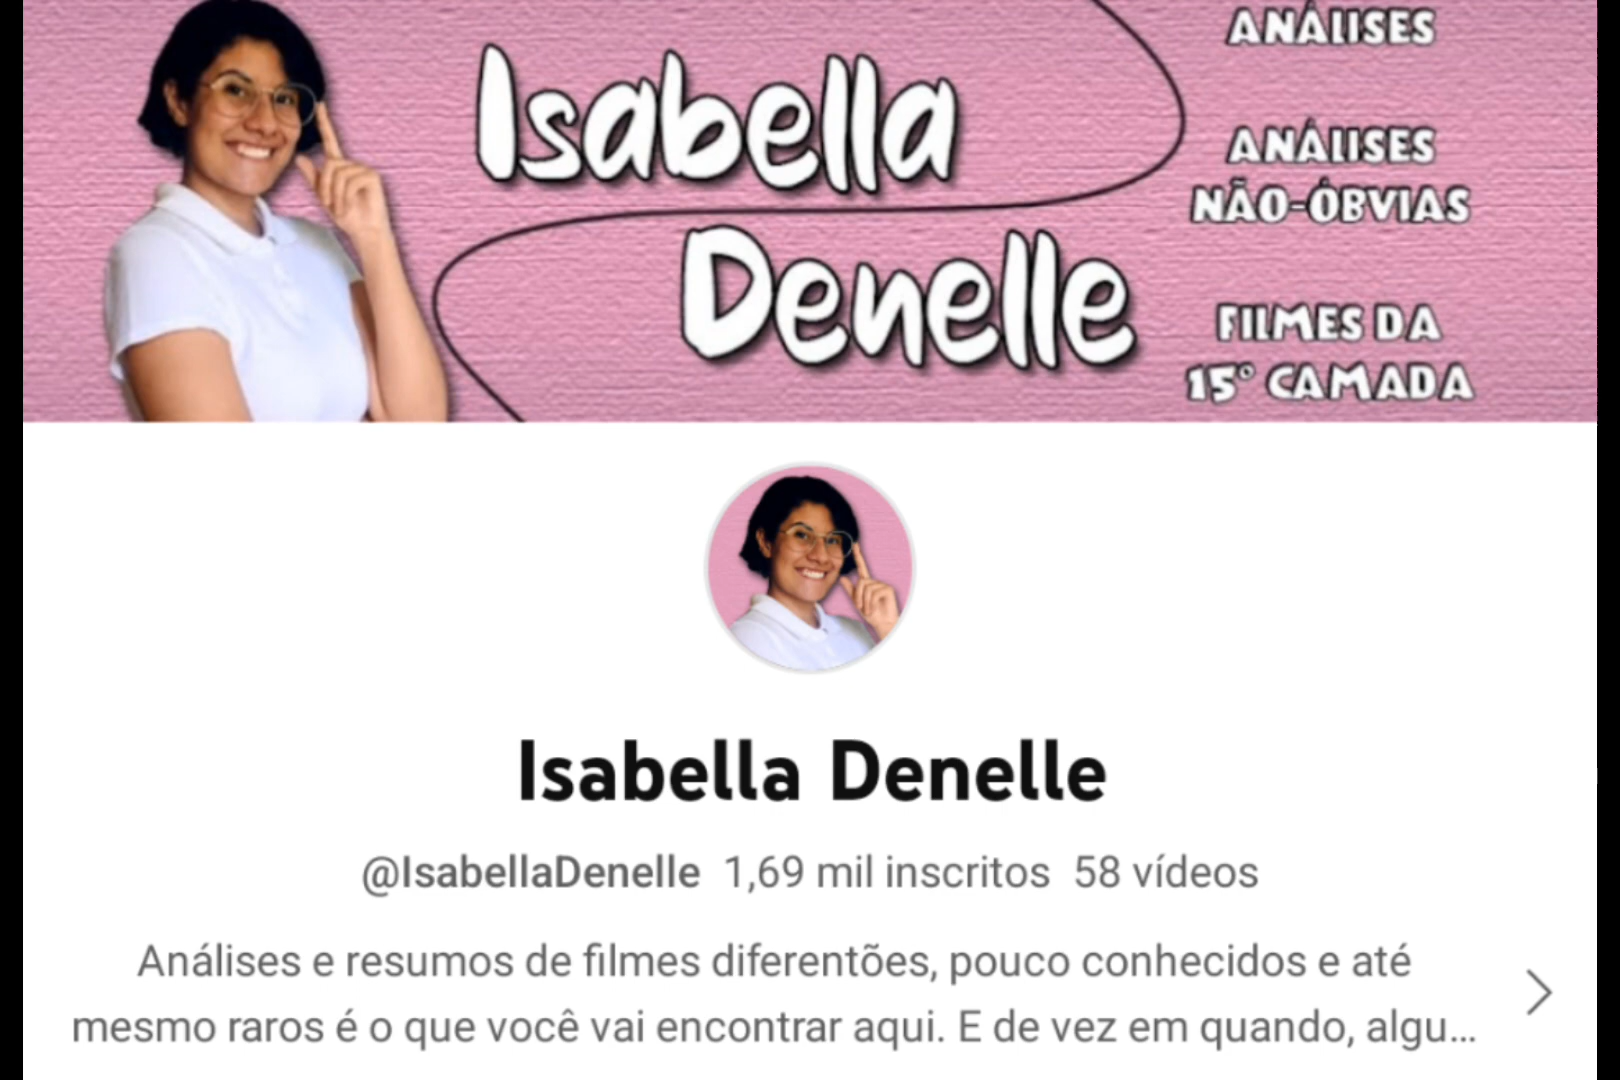 Isabella
Denelle
ANÁLISES
ANÁLISES
NÃO-ÓBVIAS
FILMES DA
15° CAMADA
Isabella Denelle
@IsabellaDenelle 1,69 mil inscritos 58 vídeos
Análises e resumos de filmes diferentões, pouco conhecidos e até
mesmo raros é o que você vai encontrar aqui. E de vez em quando, algu...